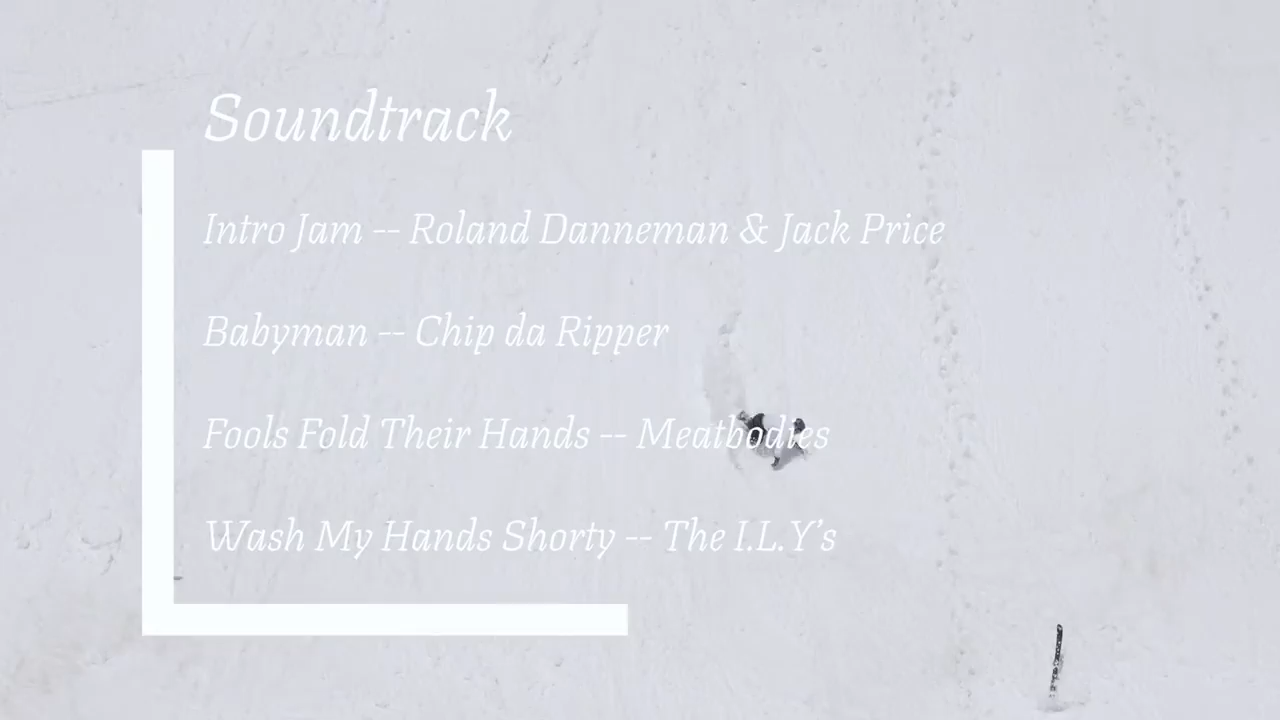 Soundtrack
Intro Jam -- Roland Danneman & Jack Price
Babyman -- Chip da Ripper
Fools Fold Their Hands -- Meatbodies
Wash My Hands Shorty -- The I.L.Y’s